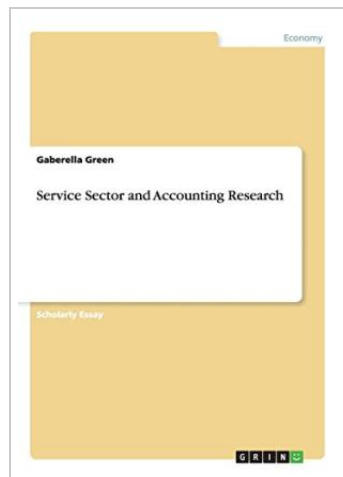 Economy
Gaberella Green
Service Sector and Accounting Research
Scholarly Essay
GRIN